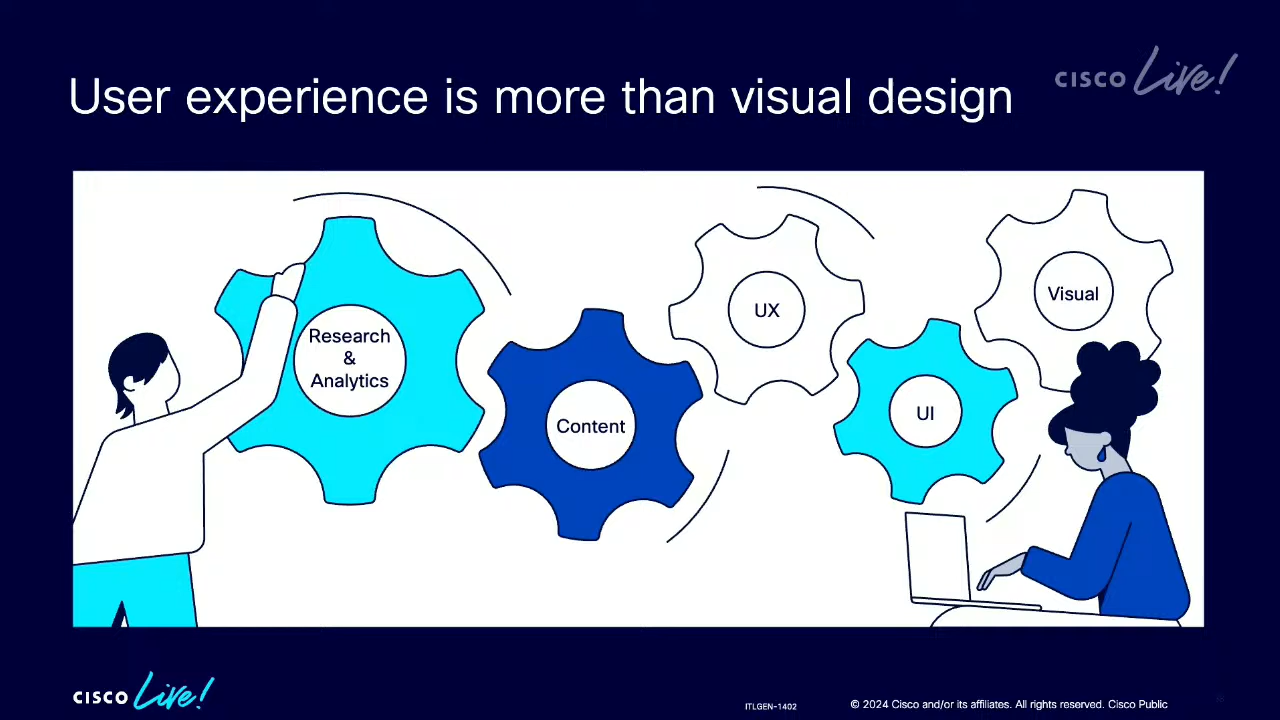 User experience is more than visual design
CISCO Live!
Research
&
Analytics
Content
UX
UI
Visual
CISCO Live!
ITLGEN-1402
© 2024 Cisco and/or its affiliates. All rights reserved. Cisco Public